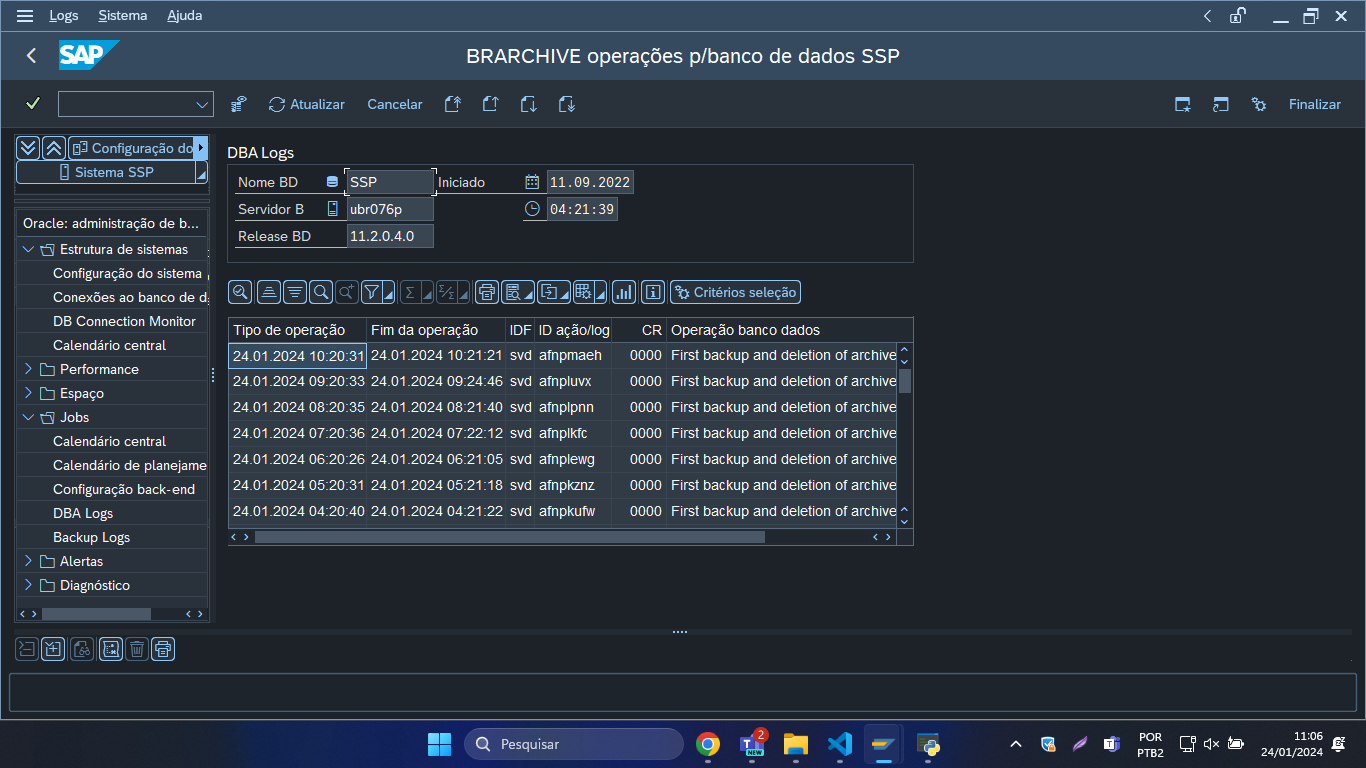 Logs Sistema Ajuda
SAP
BRARCHIVE operações p/banco de dados SSP
Atualizar Cancelar Finalizar
Configuração do
Sistema SSP
Oracle: administração de b...
Estrutura de sistemas
Configuração do sistema
Conexões ao banco de d
DB Connection Monitor
Calendário central
Performance
Espaço
Jobs
Calendário central
Calendário de planejame
Configuração back-end
DBA Logs
Backup Logs
Alertas
Diagnóstico
DBA Logs
Nome BD SSP Iniciado 11.09.2022
Servidor B ubr076p 04:21:39
Release BD 11.2.0.4.0
Critérios seleção
Tipo de operação Fim da operação IDF ID ação/log CR Operação banco dados
24.01.2024 10:20:31 24.01.2024 10:21:21 svd afnpmaeh 0000 First backup and deletion of archive
24.01.2024 09:20:33 24.01.2024 09:24:46 svd afnpluvx 0000 First backup and deletion of archive
24.01.2024 08:20:35 24.01.2024 08:21:40 svd afnplpnn 0000 First backup and deletion of archive
24.01.2024 07:20:36 24.01.2024 07:22:12 svd afnplkfc 0000 First backup and deletion of archive
24.01.2024 06:20:26 24.01.2024 06:21:05 svd afnplewg 0000 First backup and deletion of archive
24.01.2024 05:20:31 24.01.2024 05:21:18 svd afnpkznz 0000 First backup and deletion of archive
24.01.2024 04:20:40 24.01.2024 04:21:22 svd afnpkufw 0000 First backup and deletion of archive
Pesquisar
2
NEW
POR
PTB2
11:06
24/01/2024